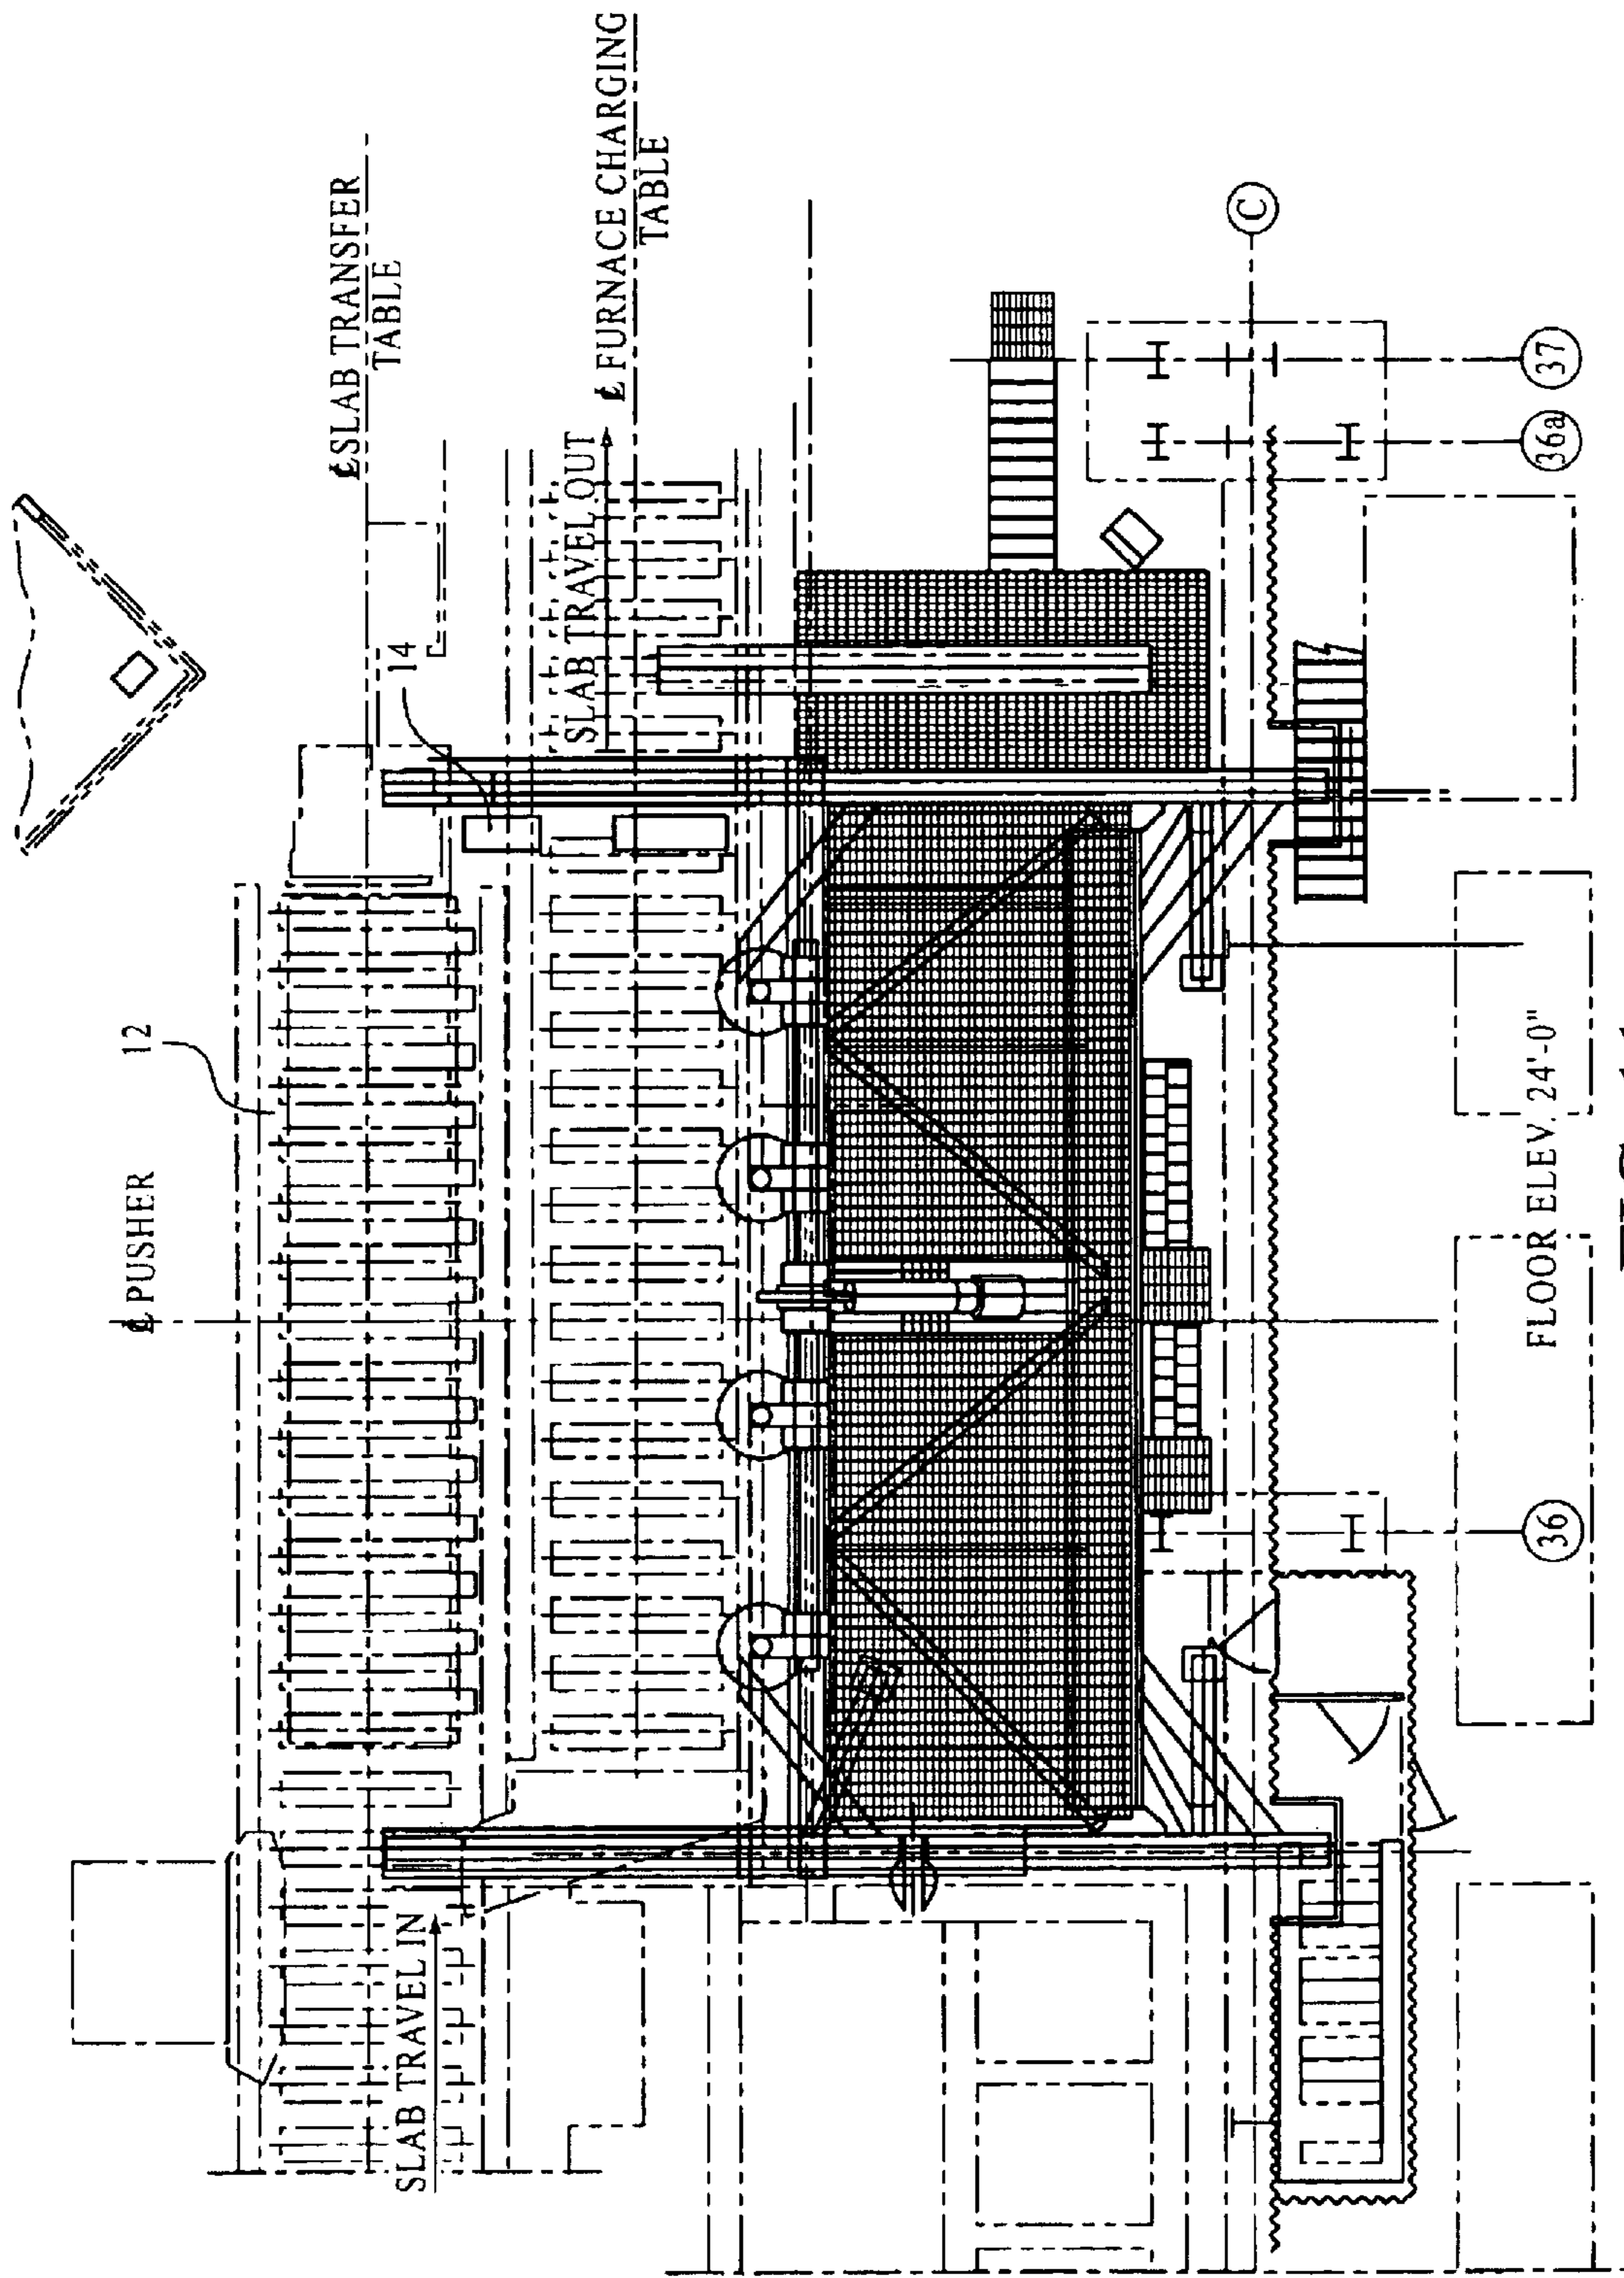 ℄ SLAB TRANSFER
TABLE
℄ FURNACE CHARGING
TABLE
SLAB TRAVEL OUT
14
12
℄ PUSHER
SLAB TRAVEL IN
C
37
36a
36
FLOOR ELEV. 24'-0"